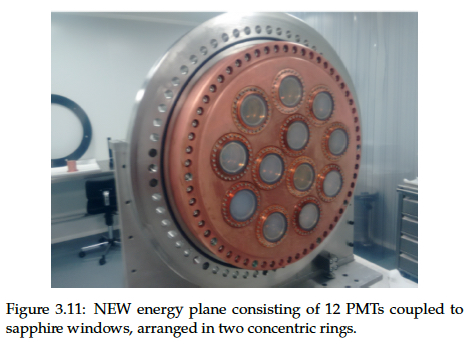 Figure 3.11: NEW energy plane consisting of 12 PMTs coupled to
sapphire windows, arranged in two concentric rings.